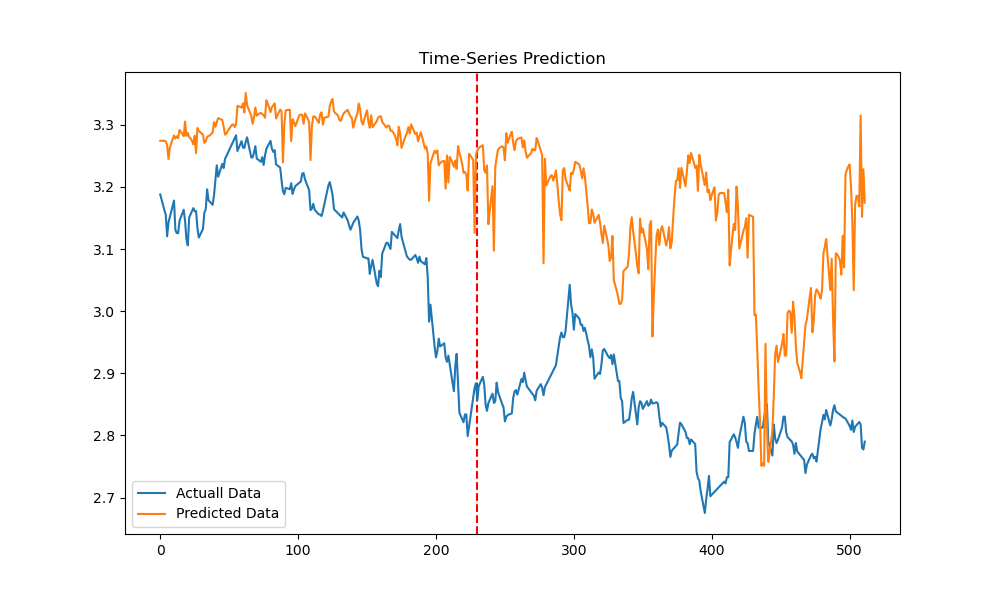 Time-Series Prediction
3.3
3.2
3.1
3.0
2.9
2.8
2.7
Actuall Data
Predicted Data
0 100 200 300 400 500